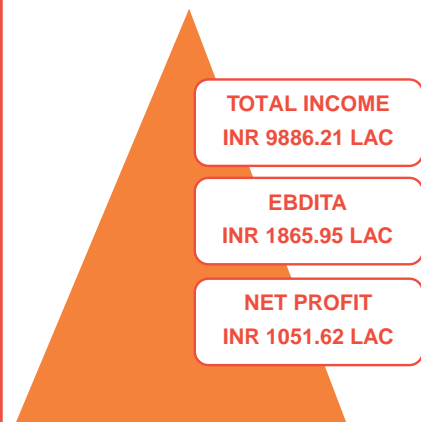 TOTAL INCOME
INR 9886.21 LAC
EBDITA
INR 1865.95 LAC
NET PROFIT
INR 1051.62 LAC